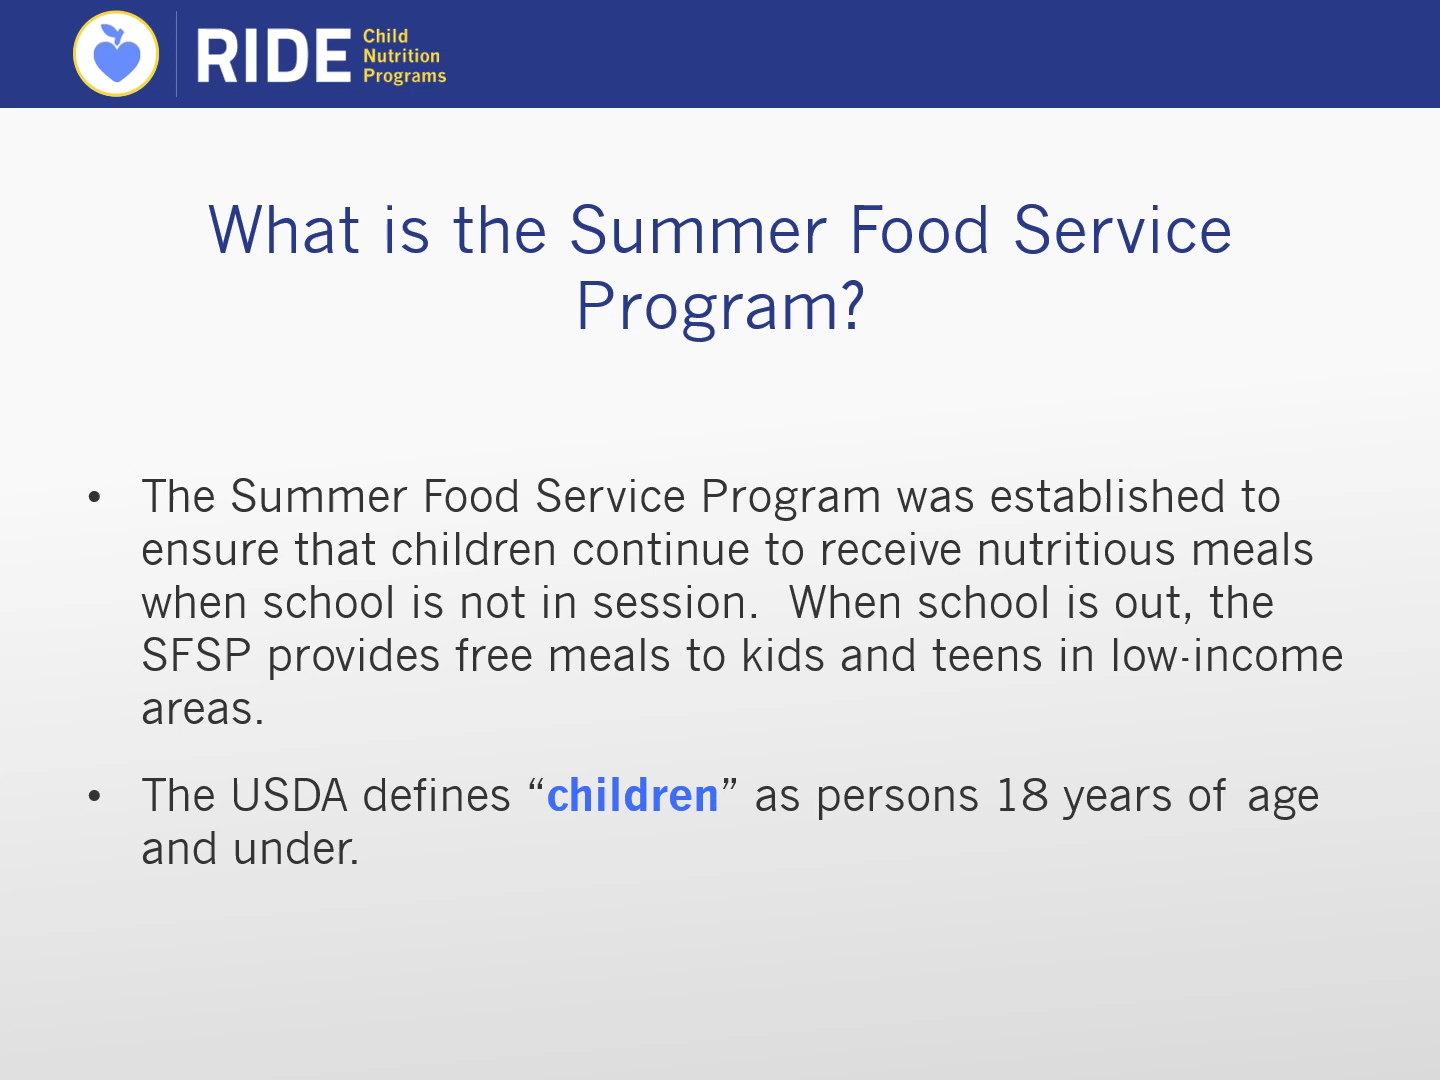 RIDE
Child
Nutrition
Programs
What is the Summer Food Service
Program?
• The Summer Food Service Program was established to
ensure that children continue to receive nutritious meals
when school is not in session.  When school is out, the
SFSP provides free meals to kids and teens in low-income
areas.
• The USDA defines “children” as persons 18 years of age
and under.